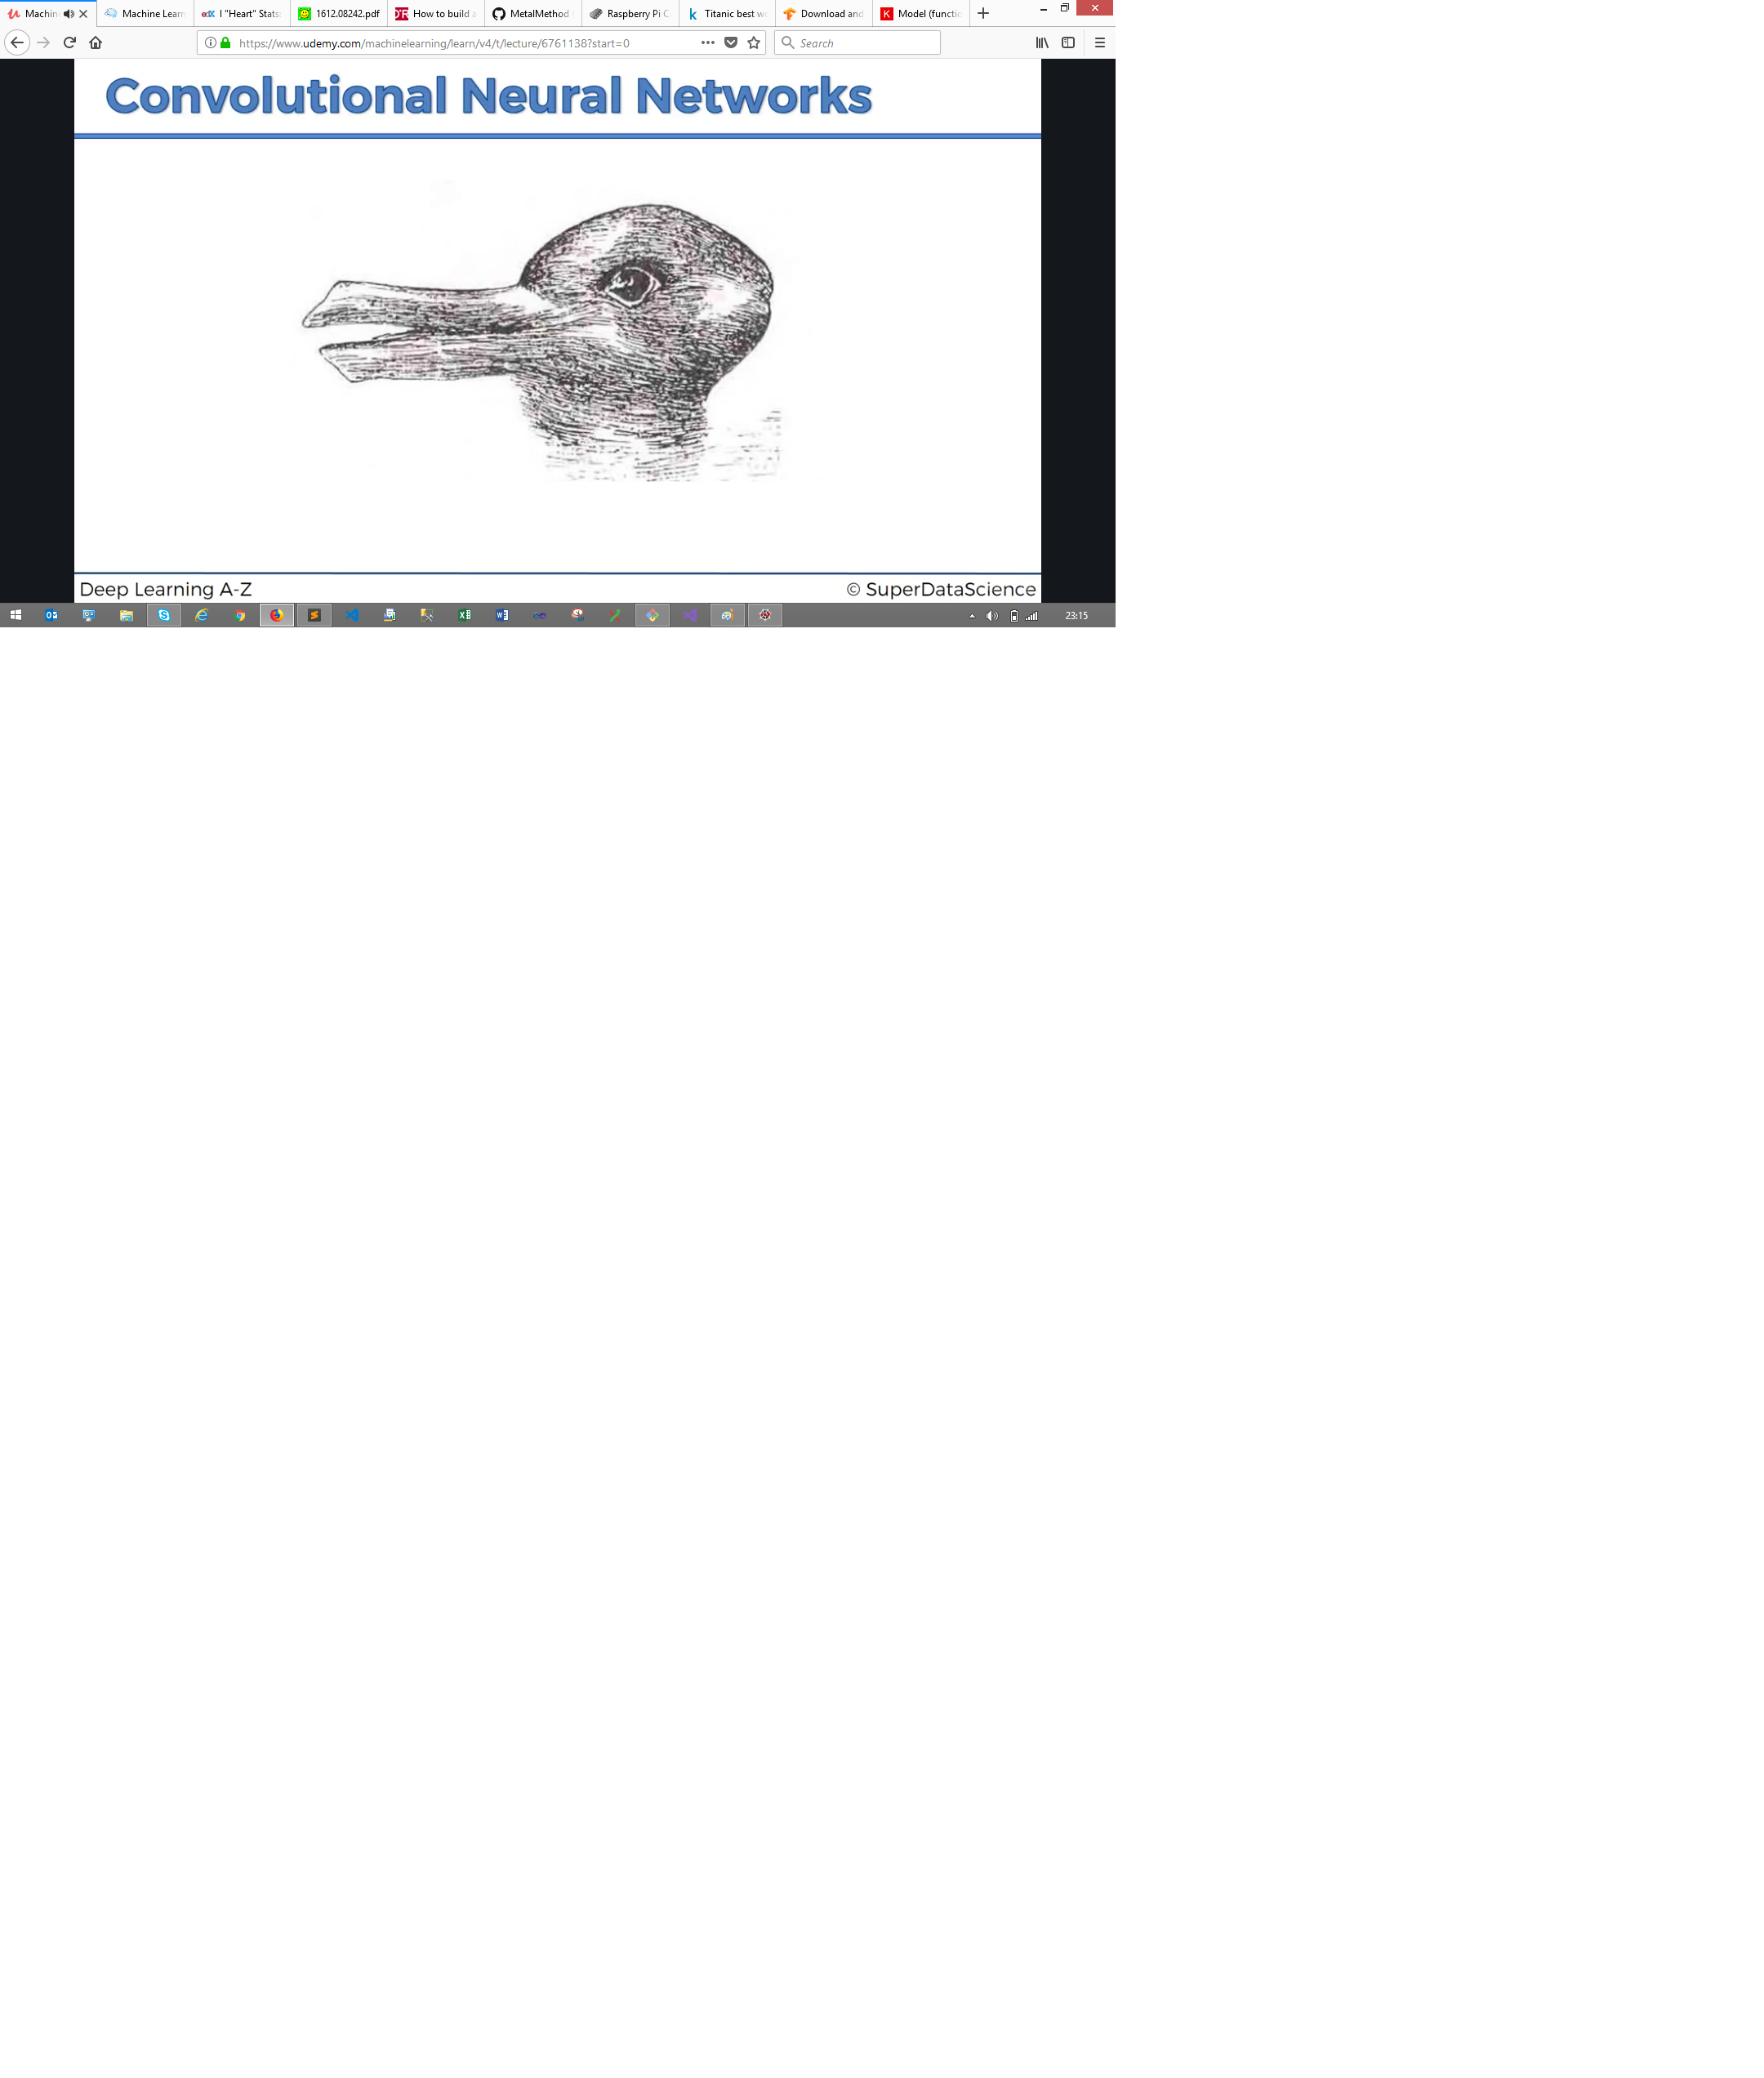 Machin
Machine Learn
edX I "Heart" Stats:
1612.08242.pdf
How to build a
MetalMethod
Raspberry Pi C
k Titanic best wo
Download and
K Model (functio
https://www.udemy.com/machinelearning/learn/v4/t/lecture/6761138?start=0
Search
Convolutional Neural Networks
Deep Learning A-Z
© SuperDataScience
23:15